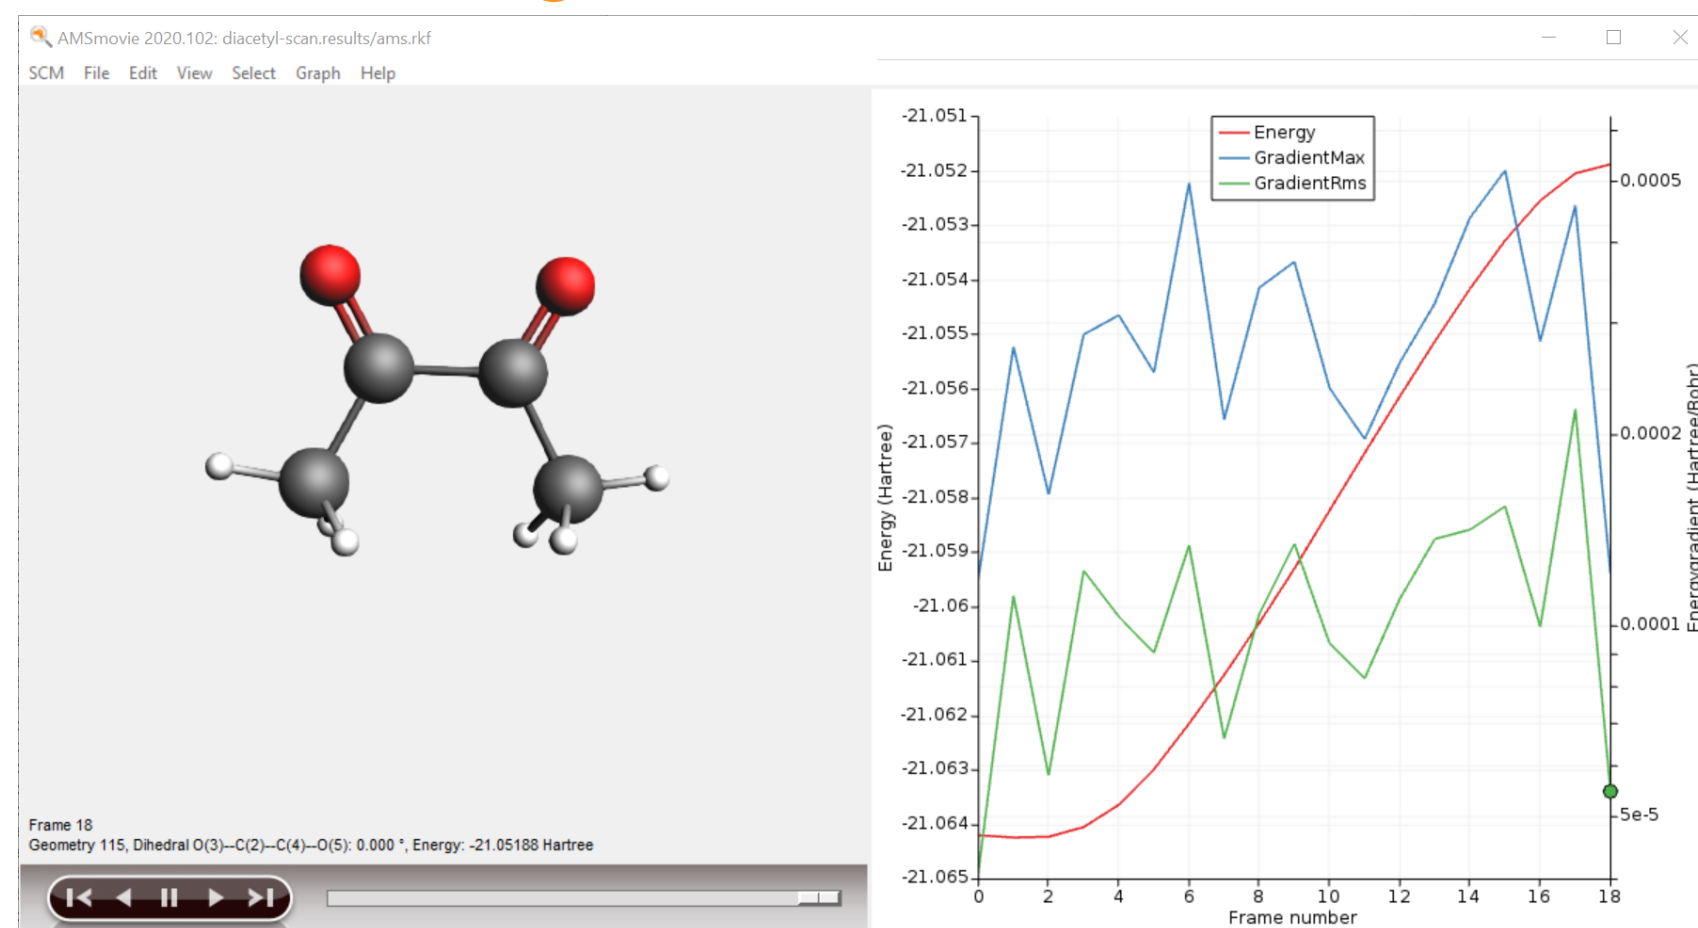 AMSmovie 2020.102: diacetyl-scan.results/ams.rkf
SCM File Edit View Select Graph Help
Energy
GradientMax
GradientRms
-21.051
-21.052
-21.053
-21.054
-21.055
-21.056
-21.057
-21.058
-21.059
-21.06
-21.061
-21.062
-21.063
-21.064
-21.065
Energy (Hartree)
0 2 4 6 8 10 12 14 16 18
Frame number
0.0005
0.0002
0.0001
5e-5
Energygradient (Hartree/Bohr)
Frame 18
Geometry 115, Dihedral O(3)--C(2)--C(4)--O(5): 0.000 °, Energy: -21.05188 Hartree